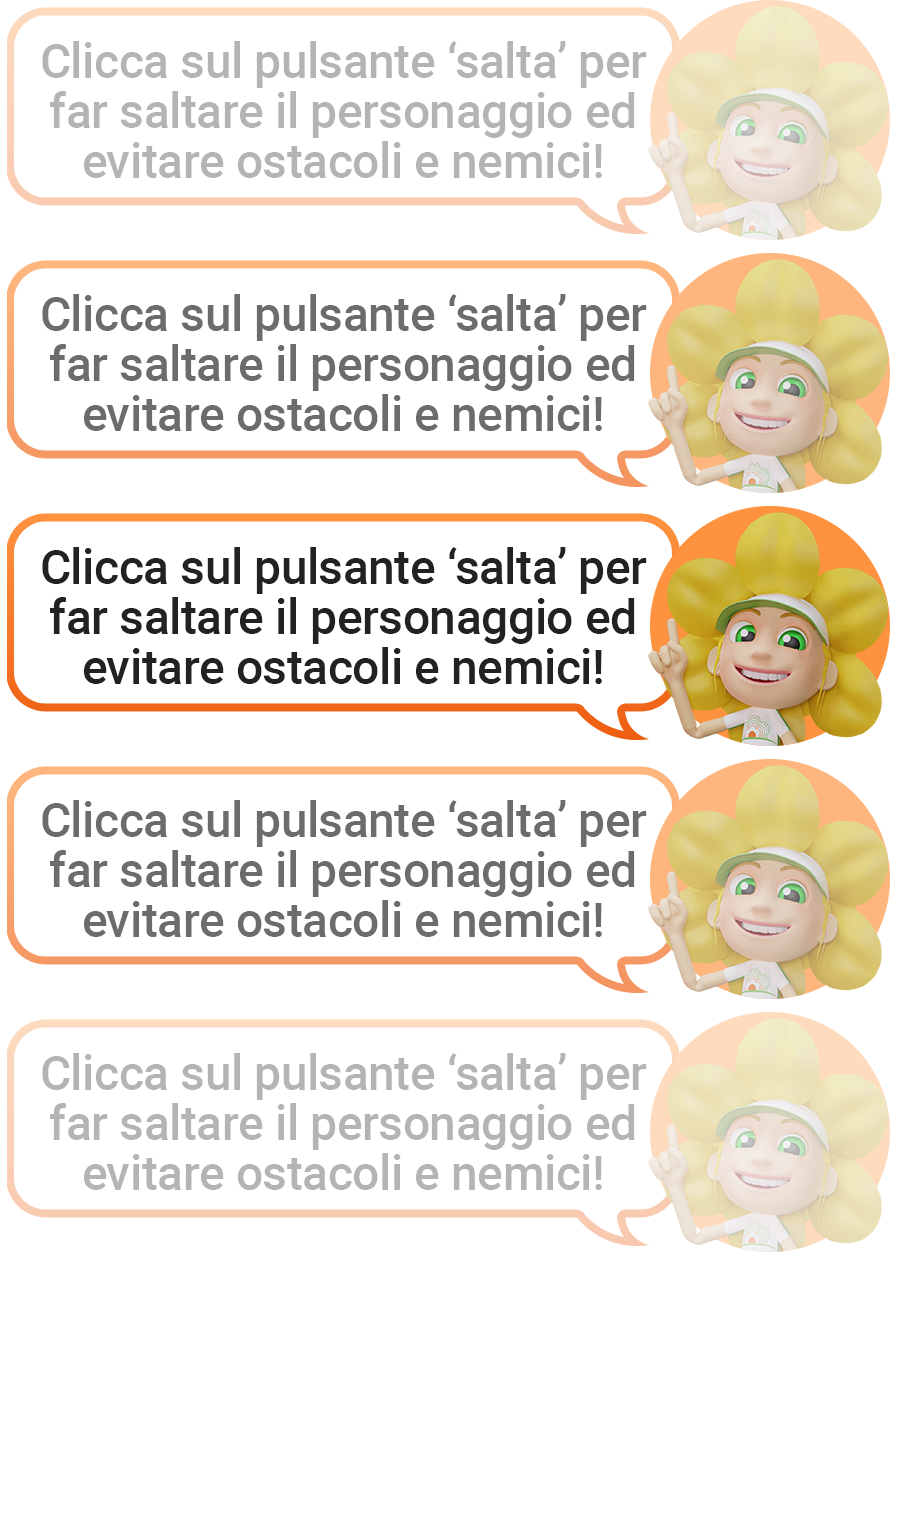 Clicca sul pulsante ‘salta’ per
far saltare il personaggio ed
evitare ostacoli e nemici!
Clicca sul pulsante ‘salta’ per
far saltare il personaggio ed
evitare ostacoli e nemici!
Clicca sul pulsante ‘salta’ per
far saltare il personaggio ed
evitare ostacoli e nemici!
Clicca sul pulsante ‘salta’ per
far saltare il personaggio ed
evitare ostacoli e nemici!
Clicca sul pulsante ‘salta’ per
far saltare il personaggio ed
evitare ostacoli e nemici!